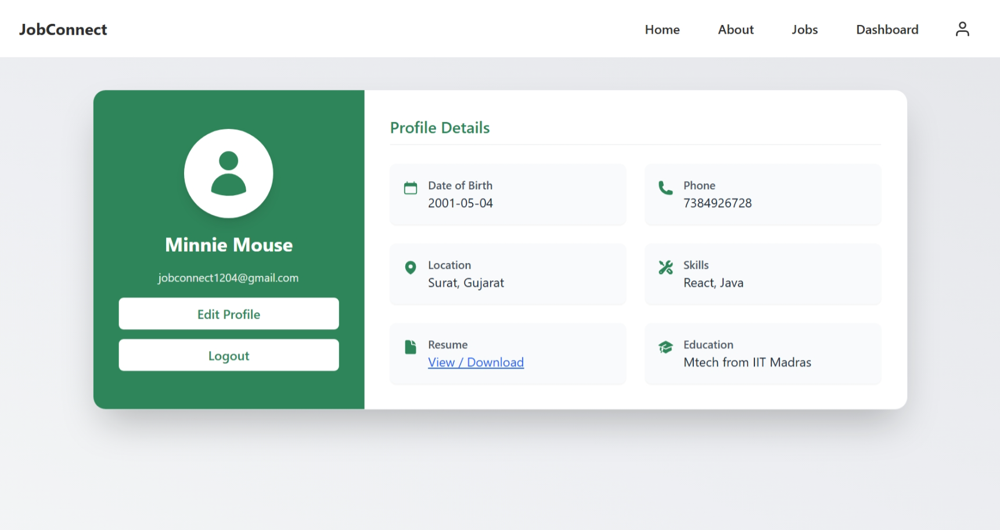 JobConnect
Home
About
Jobs
Dashboard
Minnie Mouse
jobconnect1204@gmail.com
Edit Profile
Logout
Profile Details
Date of Birth
2001-05-04
Phone
7384926728
Location
Surat, Gujarat
Skills
React, Java
Resume
View / Download
Education
Mtech from IIT Madras